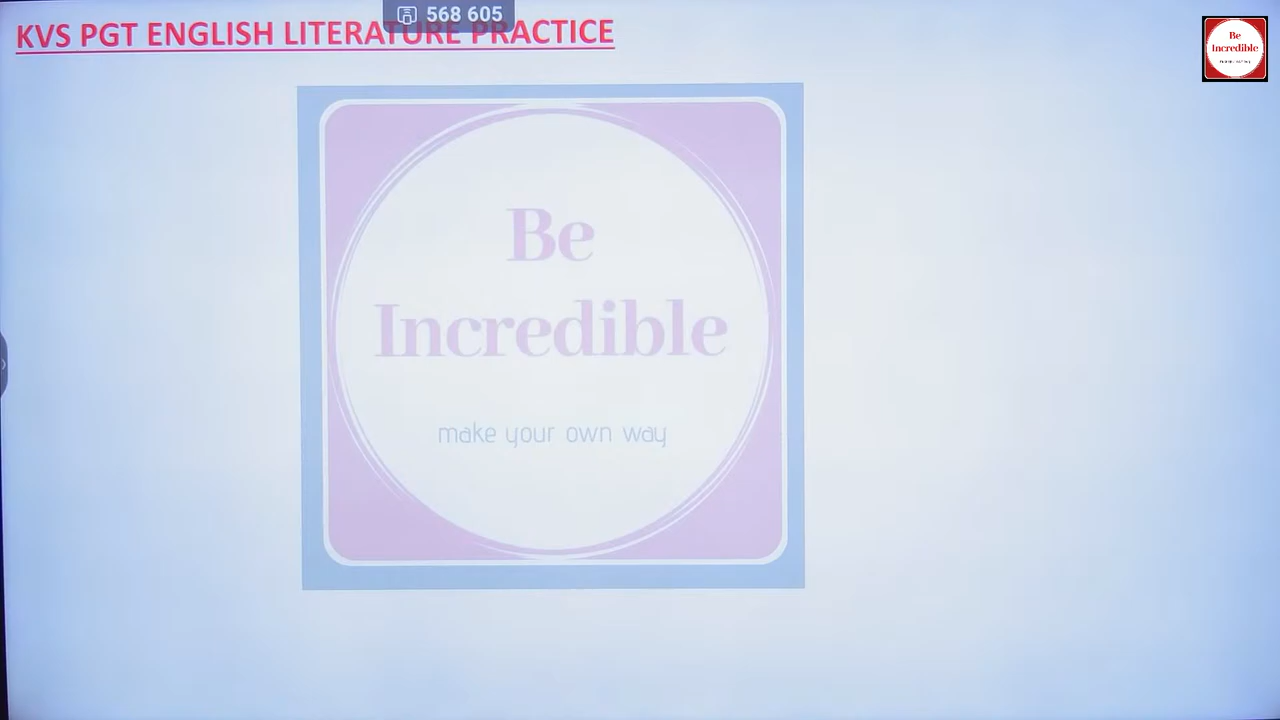 568 605
KVS PGT ENGLISH LITERATURE PRACTICE
Be
Incredible
Be
Incredible
make your own way